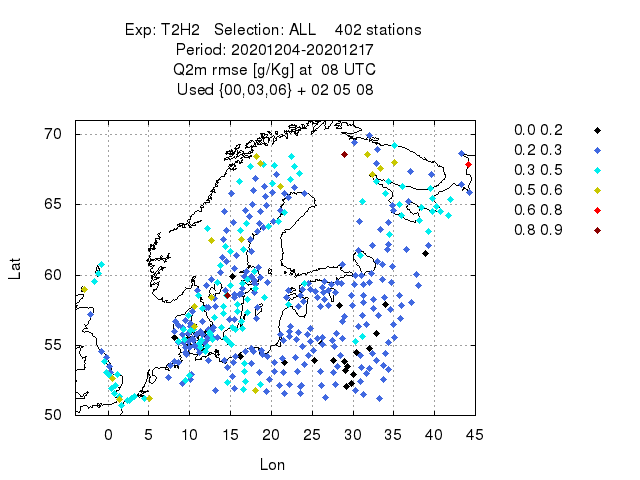 Exp: T2H2 Selection: ALL 402 stations
Period: 20201204-20201217
Q2m rmse [g/Kg] at 08 UTC
Used {00,03,06} + 02 05 08
0.0 0.2
0.2 0.3
0.3 0.5
0.5 0.6
0.6 0.8
0.8 0.9
Lat
70
65
60
55
50
0 5 10 15 20 25 30 35 40 45
Lon